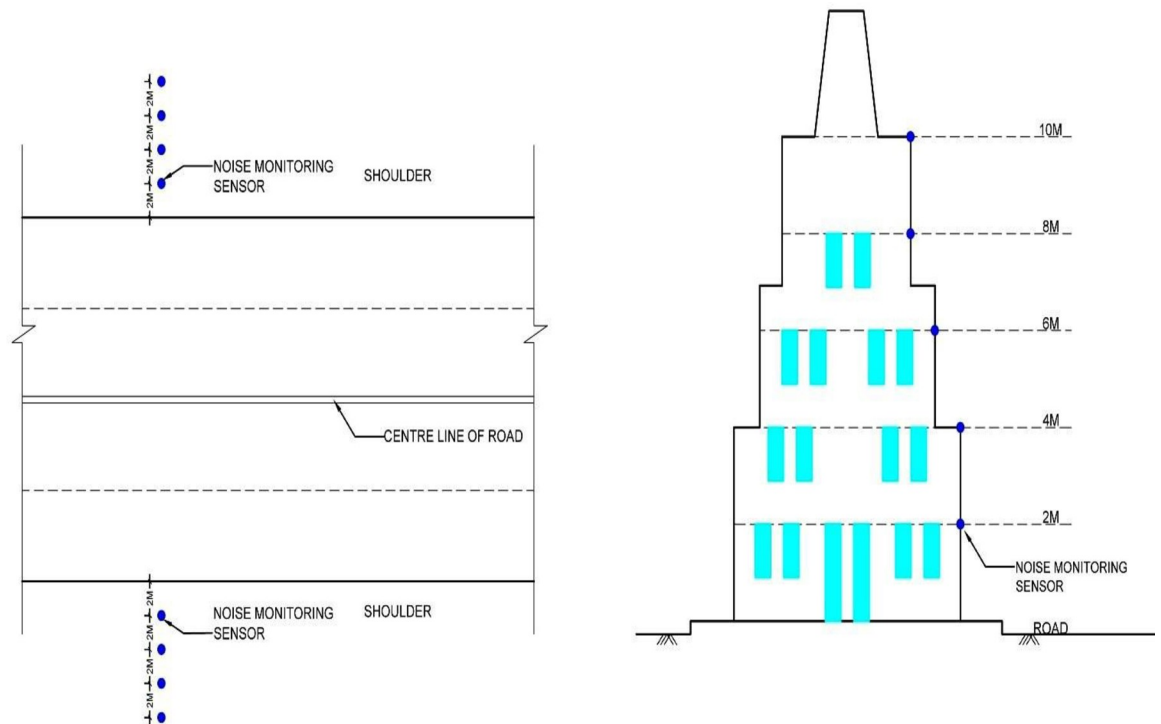 2M
2M
2M
2M
NOISE MONITORING
SENSOR
SHOULDER
CENTRE LINE OF ROAD
2M
NOISE MONITORING
SENSOR
SHOULDER
2M
2M
2M
10M
8M
6M
4M
2M
NOISE MONITORING
SENSOR
ROAD